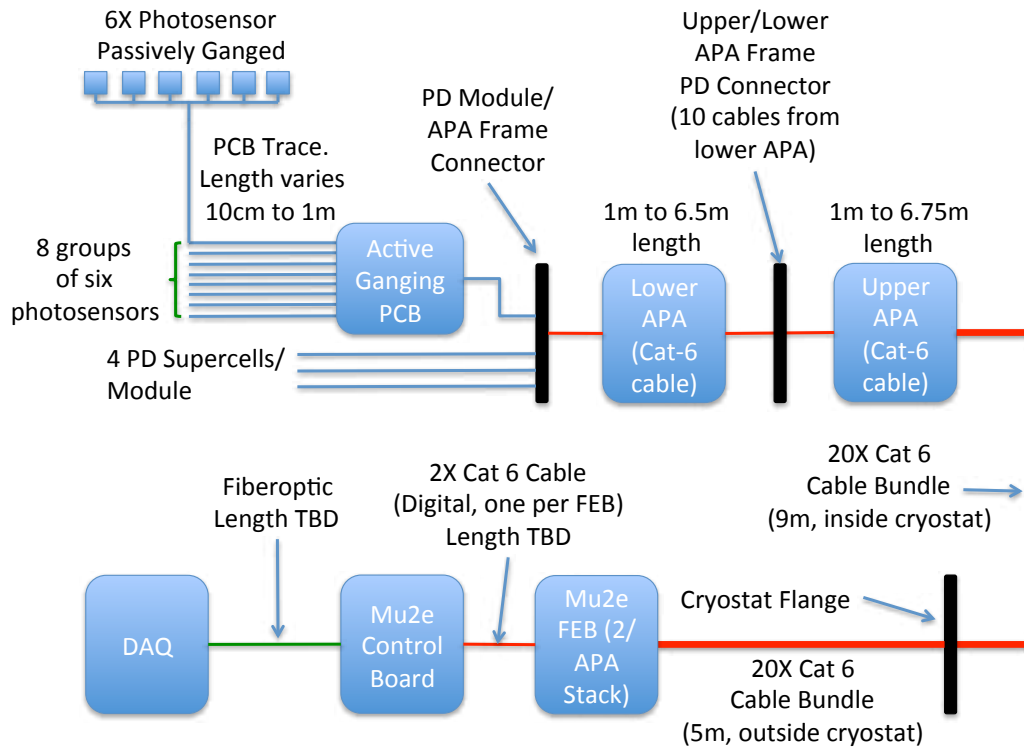 6X Photosensor
Passively Ganged
PCB Trace.
Length varies
10cm to 1m
8 groups
of six
photosensors
Active
Ganging
PCB
4 PD Supercells/
Module
PD Module/
APA Frame
Connector
Upper/Lower
APA Frame
PD Connector
(10 cables from
lower APA)
1m to 6.5m
length
Lower
APA
(Cat-6
cable)
1m to 6.75m
length
Upper
APA
(Cat-6
cable)
20X Cat 6
Cable Bundle
(9m, inside cryostat)
Fiberoptic
Length TBD
2X Cat 6 Cable
(Digital, one per FEB)
Length TBD
DAQ
Mu2e
Control
Board
Mu2e
FEB (2/
APA
Stack)
Cryostat Flange
20X Cat 6
Cable Bundle
(5m, outside cryostat)